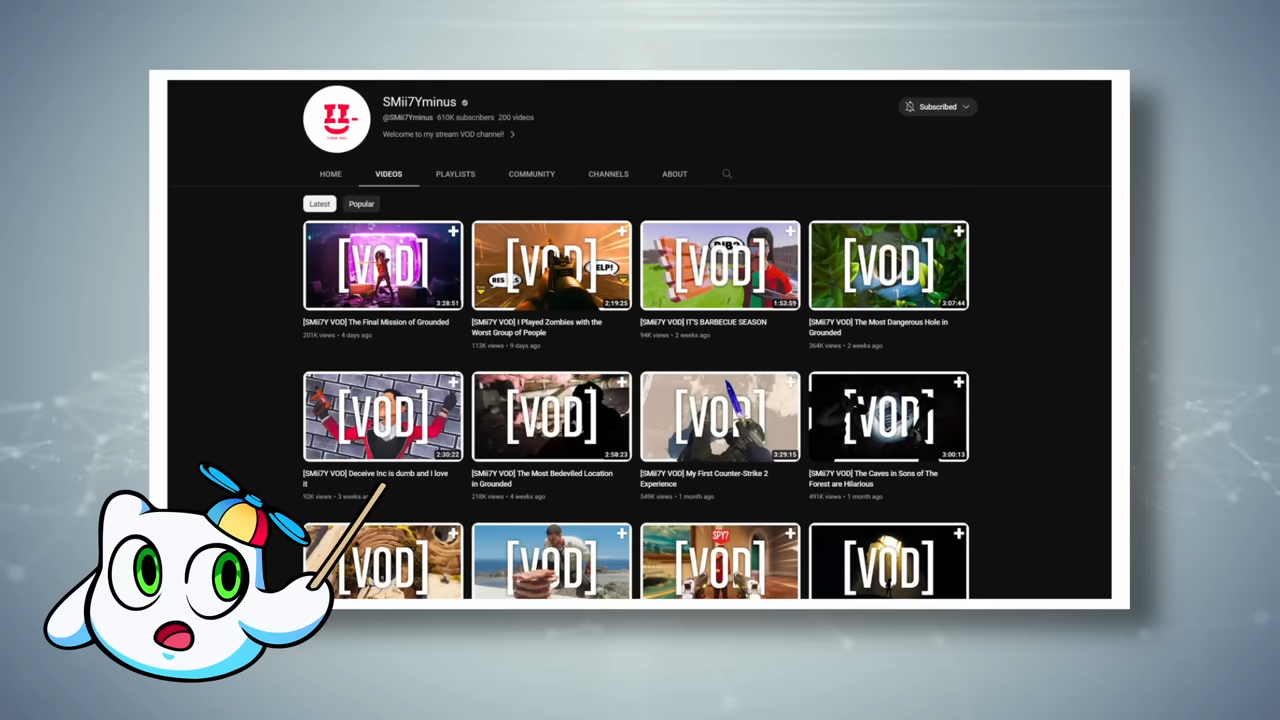 SMii7Yminus
@SMii7Yminus 610K subscribers 200 videos
Welcome to my stream VOD channel!
Subscribed
HOME VIDEOS PLAYLISTS COMMUNITY CHANNELS ABOUT
Latest Popular
[VOD] [VOD] [VOD] [VOD]
HELP!
3:28:51 2:19:25 1:53:59 3:07:44
[SMii7Y VOD] The Final Mission of Grounded
201K views • 4 days ago
[SMii7Y VOD] I Played Zombies with the
Worst Group of People
113K views • 9 days ago
[SMii7Y VOD] IT'S BARBECUE SEASON
94K views • 2 weeks ago
[SMii7Y VOD] The Most Dangerous Hole in
Grounded
364K views • 2 weeks ago
[VOD] [VOD] [VOD] [VOD]
2:30:22 2:58:23 3:29:15 3:00:13
[SMii7Y VOD] Deceive Inc is dumb and I love
it
92K views • 3 weeks
[SMii7Y VOD] The Most Bedeviled Location
in Grounded
218K views • 4 weeks ago
[SMii7Y VOD] My First Counter-Strike 2
Experience
549K views • 1 month ago
[SMii7Y VOD] The Caves in Sons of The
Forest are Hilarious
491K views • 1 month ago
SPY?
[VOD] [VOD] [VOD] [VOD]